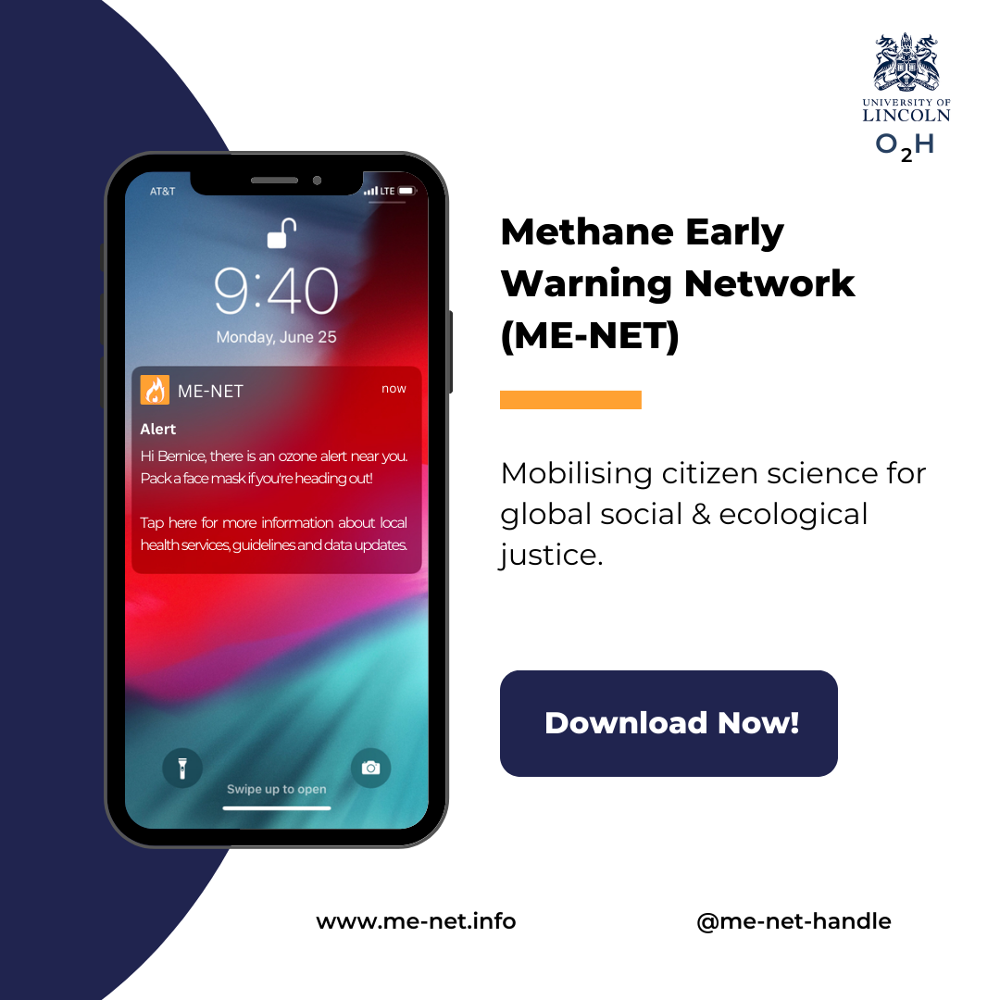 UNIVERSITY OF
LINCOLN
O2H
AT&T
LTE
9:40
Monday, June 25
ME-NET
now
Alert
Hi Bernice, there is an ozone alert near you.
Pack a face mask if you're heading out!
Tap here for more information about local
health services, guidelines and data updates.
Swipe up to open
Methane Early
Warning Network
(ME-NET)
Mobilising citizen science for
global social & ecological
justice.
Download Now!
www.me-net.info
@me-net-handle